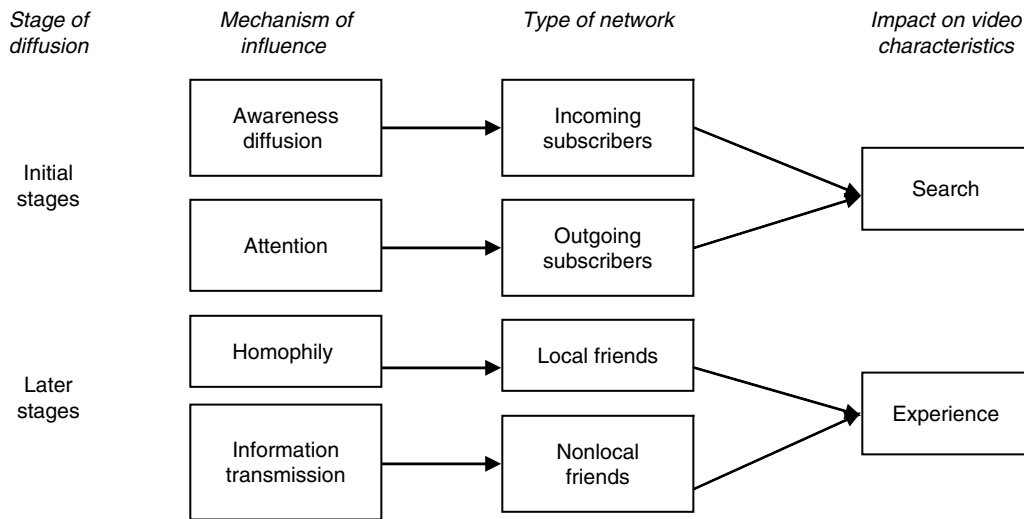 Stage of
diffusion
Mechanism of
influence
Type of network
Impact on video
characteristics
Initial
stages
Awareness
diffusion
Incoming
subscribers
Search
Attention
Outgoing
subscribers
Later
stages
Homophily
Local friends
Experience
Information
transmission
Nonlocal
friends